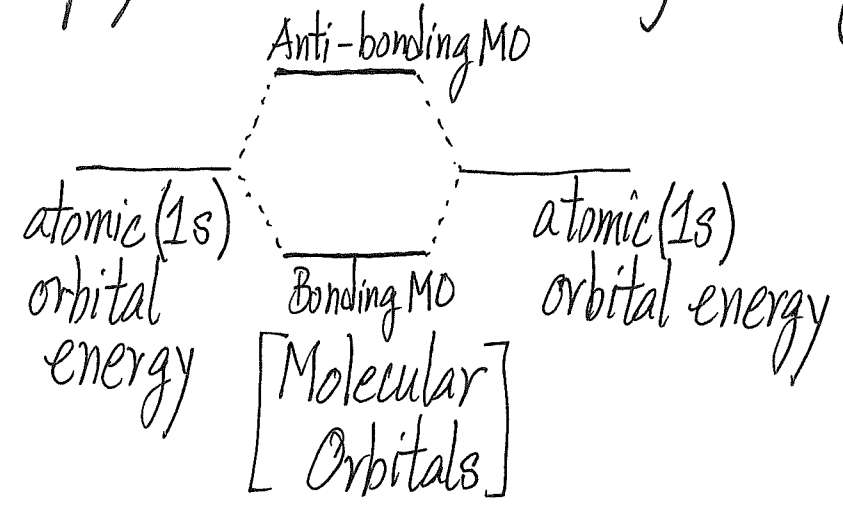 Anti-bonding MO
atomic (1s)
orbital
energy
Bonding MO
[Molecular
Orbitals]
atomic (1s)
orbital energy